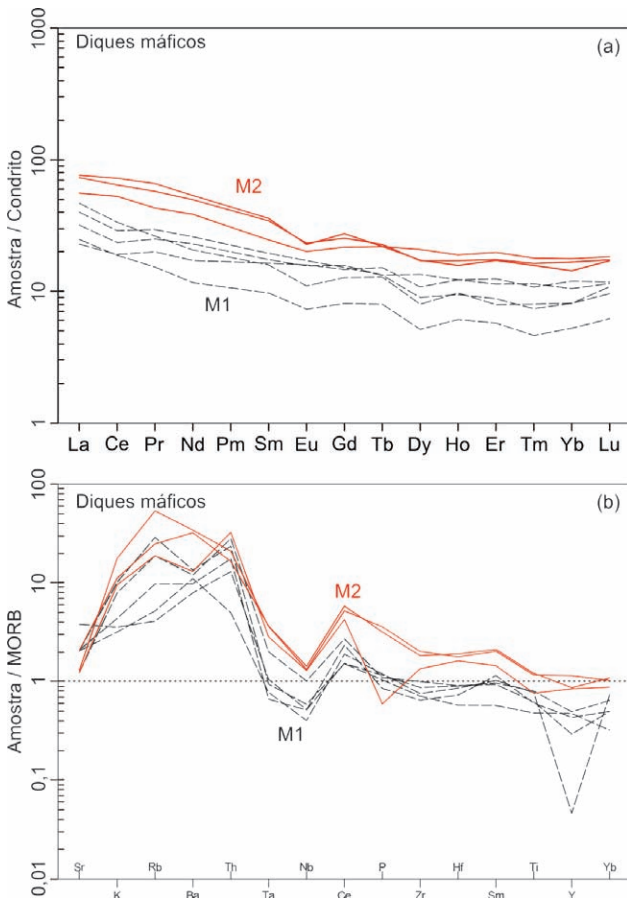 1000
Diques máficos
(a)
100
M2
10
M1
1
Amostra / Condrito
La Ce Pr Nd Pm Sm Eu Gd Tb Dy Ho Er Tm Yb Lu
100
Diques máficos
(b)
10
M2
1
M1
0,1
0,01
Amostra / MORB
Sr Rb Th Nb P Hf Ti Yb
K Ba Ta Ce Zr Sm Y